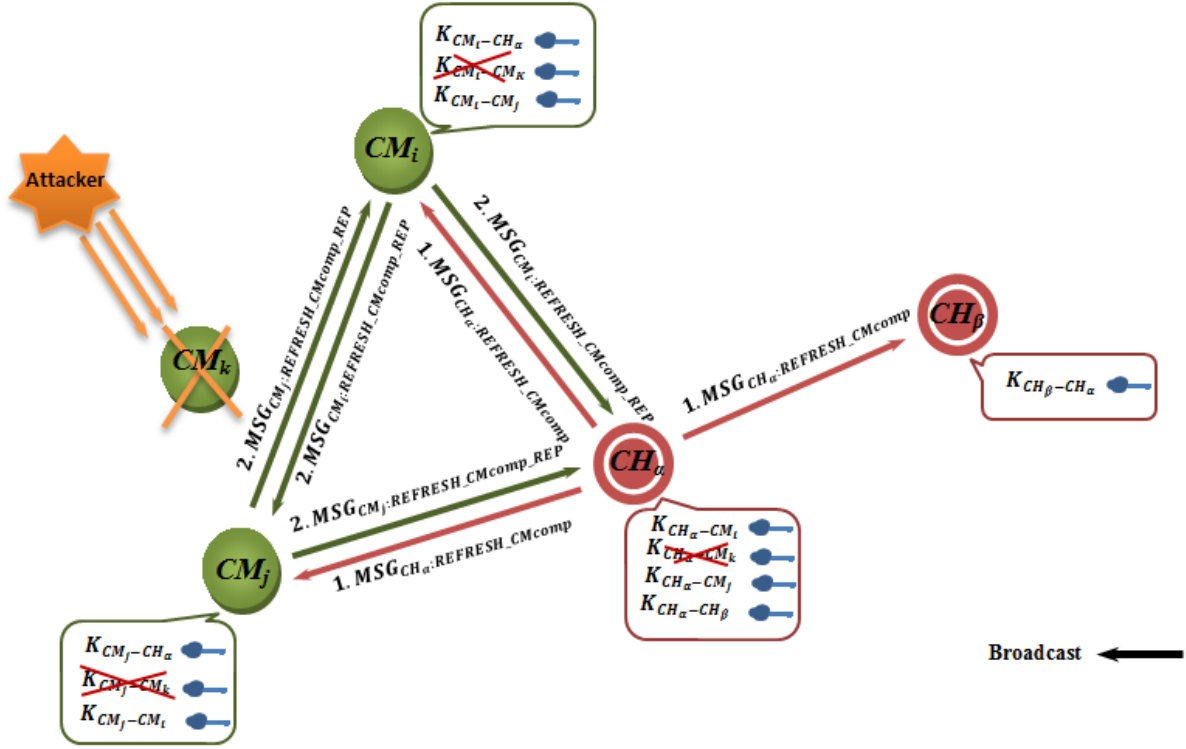 K_{CM_i-CH_α}
K_{CM_i-CM_K}
K_{CM_i-CM_j}
CM_i
Attacker
CM_k
2. MSG_{CM_j:REFRESH_CMcomp_REP}
2. MSG_{CM_i:REFRESH_CMcomp_REP}
1. MSG_{CH_α:REFRESH_CMcomp}
2. MSG_{CM_i:REFRESH_CMcomp_REP}
CH_β
1. MSG_{CH_α:REFRESH_CMcomp}
K_{CH_β-CH_α}
CH_α
2. MSG_{CM_j:REFRESH_CMcomp_REP}
1. MSG_{CH_α:REFRESH_CMcomp}
CM_j
K_{CH_α-CM_i}
K_{CH_α-CM_k}
K_{CH_α-CM_j}
K_{CH_α-CH_β}
K_{CM_j-CH_α}
K_{CM_j-CM_k}
K_{CM_j-CM_i}
Broadcast